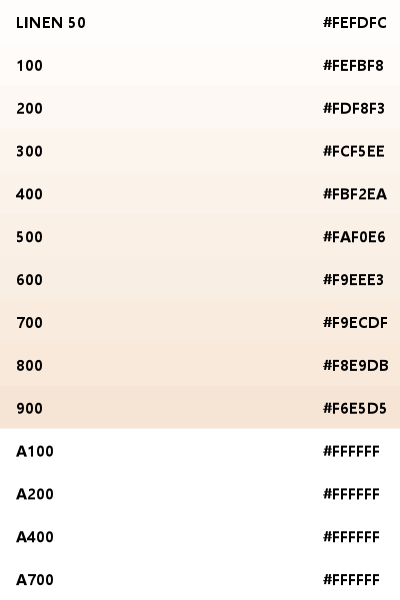 LINEN 50 #FEFDFC
100 #FEFBF8
200 #FDF8F3
300 #FCF5EE
400 #FBF2EA
500 #FAF0E6
600 #F9EEE3
700 #F9ECDF
800 #F8E9DB
900 #F6E5D5
A100 #FFFFFF
A200 #FFFFFF
A400 #FFFFFF
A700 #FFFFFF